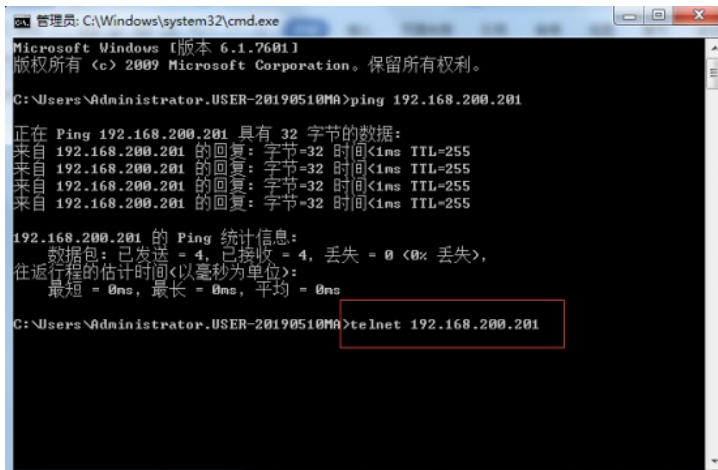 管理员: C:\Windows\system32\cmd.exe
Microsoft Windows [版本 6.1.7601]
版权所有 (c) 2009 Microsoft Corporation。保留所有权利。
C:\Users\Administrator.USER-20190510MA>ping 192.168.200.201
正在 Ping 192.168.200.201 具有 32 字节的数据:
来自 192.168.200.201 的回复: 字节=32 时间<1ms TTL=255
来自 192.168.200.201 的回复: 字节=32 时间<1ms TTL=255
来自 192.168.200.201 的回复: 字节=32 时间<1ms TTL=255
来自 192.168.200.201 的回复: 字节=32 时间<1ms TTL=255
192.168.200.201 的 Ping 统计信息:
数据包: 已发送 = 4，已接收 = 4，丢失 = 0 (0% 丢失)，
往返行程的估计时间(以毫秒为单位):
最短 = 0ms，最长 = 0ms，平均 = 0ms
C:\Users\Administrator.USER-20190510MA>telnet 192.168.200.201